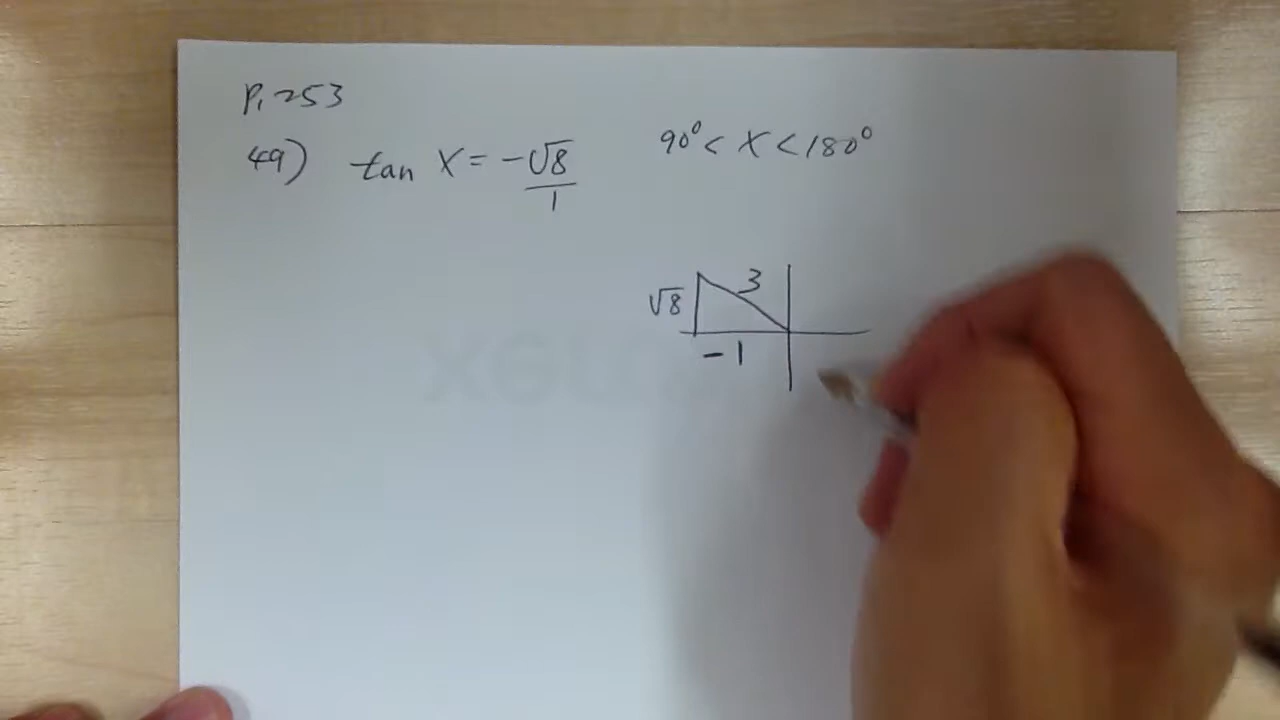 P. 253
49) tan x = -√8/1 90° < x < 180°
√8 3
-1